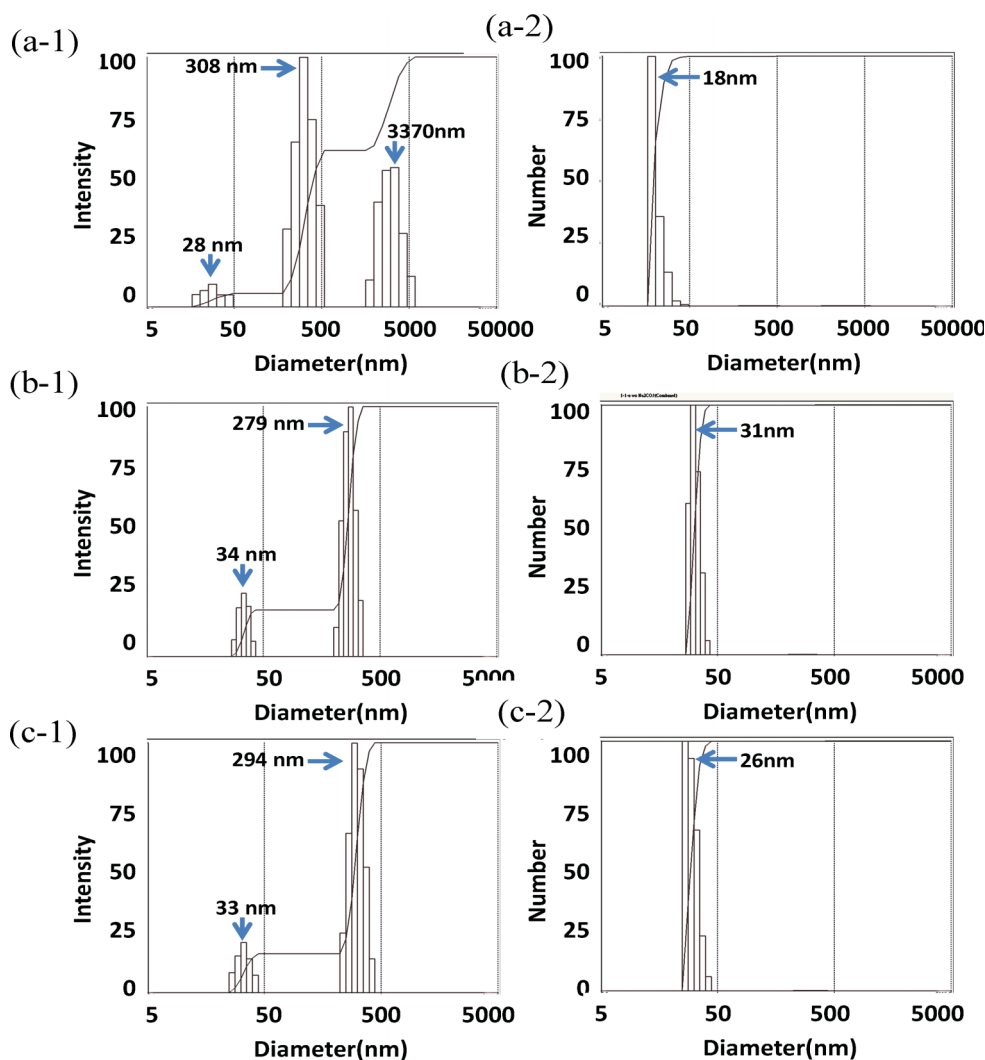 (a-1)
100
75
50
25
0
Intensity
308 nm
3370nm
28 nm
5 50 500 5000 50000
Diameter(nm)
(a-2)
100
75
50
25
0
Number
18nm
5 50 500 5000 50000
Diameter(nm)
(b-1)
100
75
50
25
0
Intensity
279 nm
34 nm
5 50 500 5000
Diameter(nm)
(b-2)
100
75
50
25
0
Number
31nm
5 50 500 5000
Diameter(nm)
(c-1)
100
75
50
25
0
Intensity
294 nm
33 nm
5 50 500 5000
Diameter(nm)
(c-2)
100
75
50
25
0
Number
26nm
5 50 500 5000
Diameter(nm)